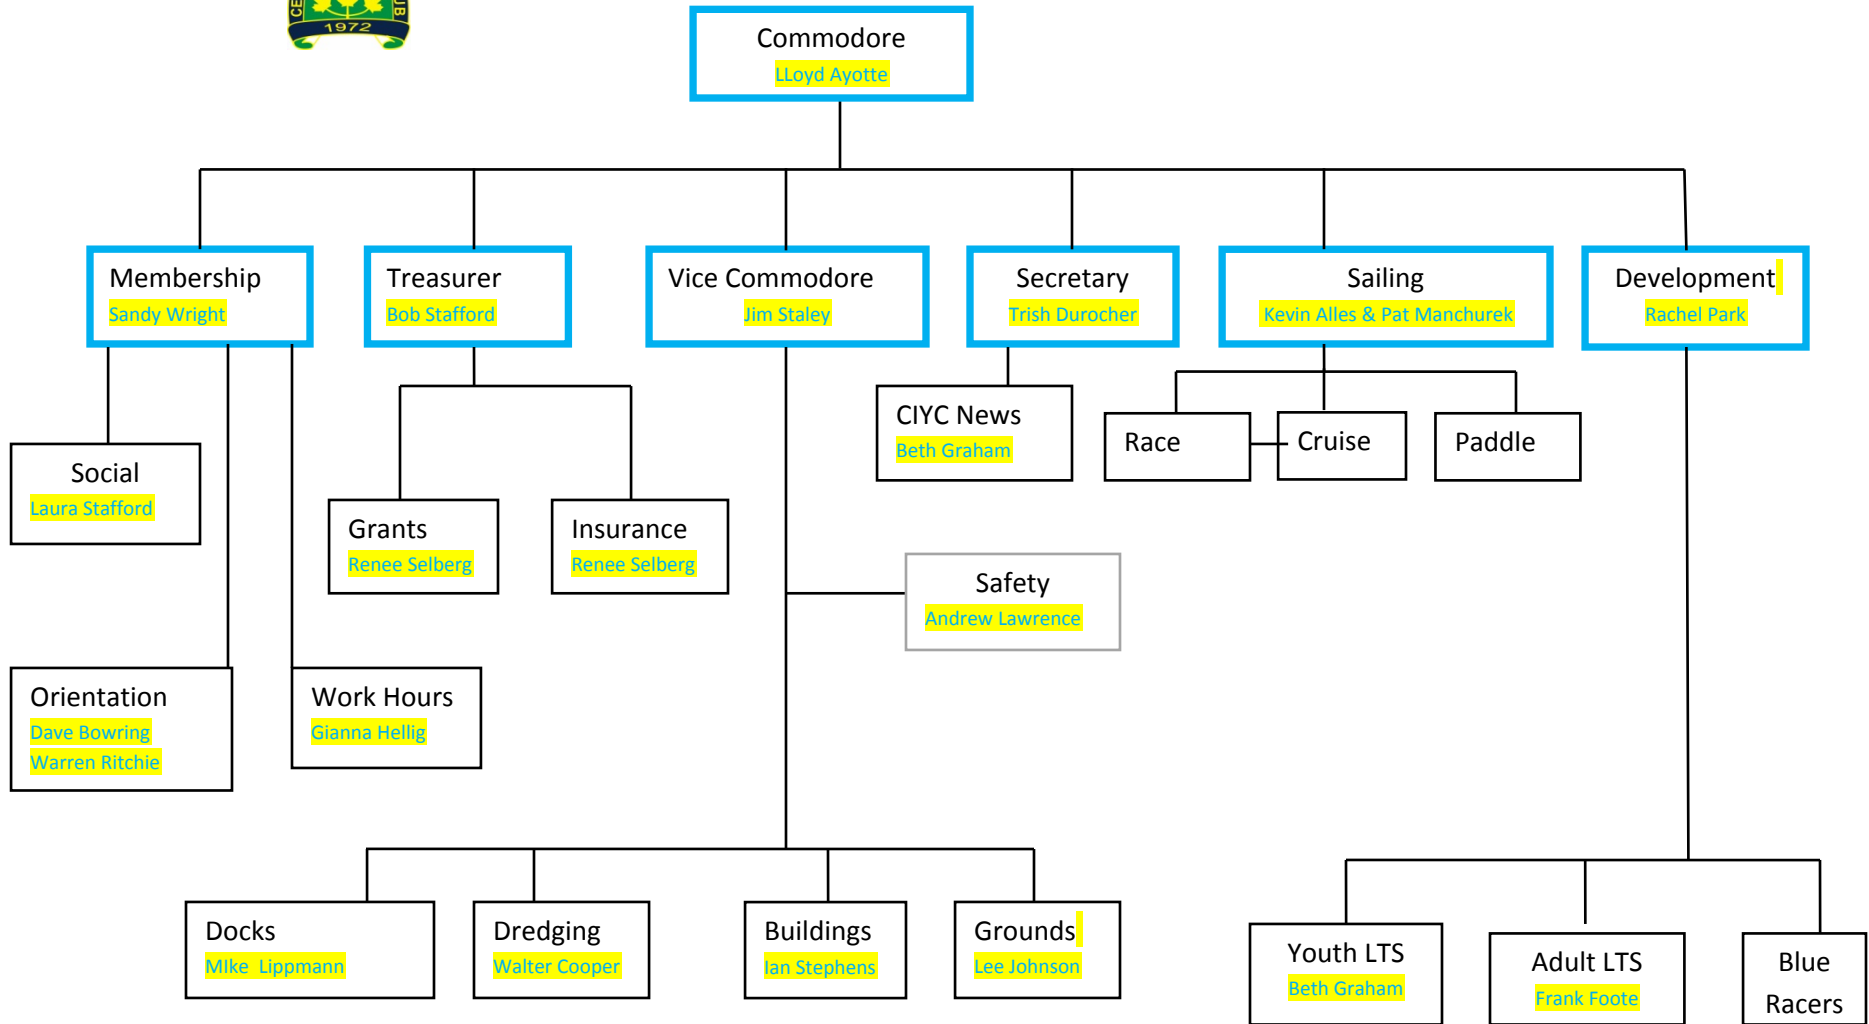 CE
UB
1972
Commodore
LLoyd Ayotte
Membership
Sandy Wright
Treasurer
Bob Stafford
Vice Commodore
Jim Staley
Secretary
Trish Durocher
Sailing
Kevin Alles & Pat Manchurek
Development
Rachel Park
CIYC News
Beth Graham
Race
Cruise
Paddle
Social
Laura Stafford
Grants
Renee Selberg
Insurance
Renee Selberg
Safety
Andrew Lawrence
Orientation
Dave Bowring
Warren Ritchie
Work Hours
Gianna Hellig
Docks
MIke Lippmann
Dredging
Walter Cooper
Buildings
Ian Stephens
Grounds
Lee Johnson
Youth LTS
Beth Graham
Adult LTS
Frank Foote
Blue
Racers